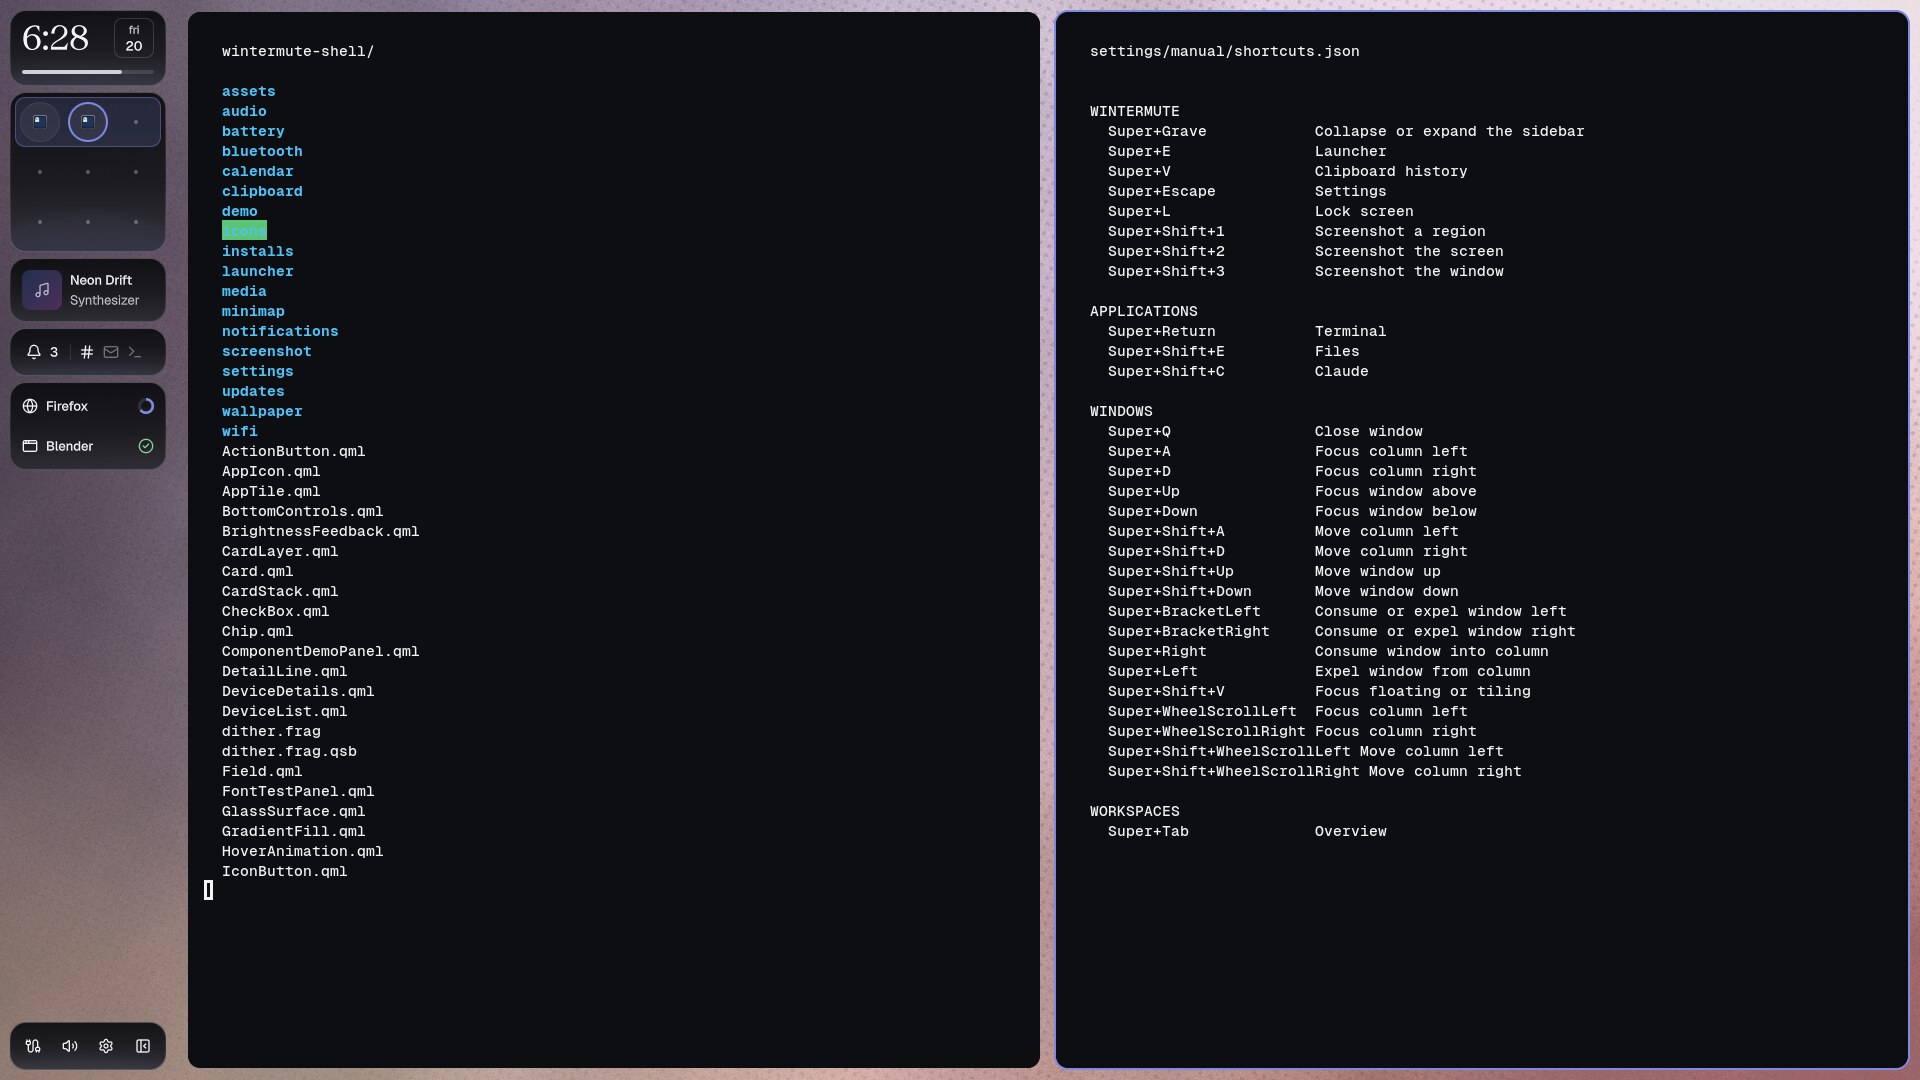 6:28
fri
20
Neon Drift
Synthesizer
3
Firefox
Blender
wintermute-shell/
assets
audio
battery
bluetooth
calendar
clipboard
demo
icons
installs
launcher
media
minimap
notifications
screenshot
settings
updates
wallpaper
wifi
ActionButton.qml
AppIcon.qml
AppTile.qml
BottomControls.qml
BrightnessFeedback.qml
CardLayer.qml
Card.qml
CardStack.qml
CheckBox.qml
Chip.qml
ComponentDemoPanel.qml
DetailLine.qml
DeviceDetails.qml
DeviceList.qml
dither.frag
dither.frag.qsb
Field.qml
FontTestPanel.qml
GlassSurface.qml
GradientFill.qml
HoverAnimation.qml
IconButton.qml
settings/manual/shortcuts.json
WINTERMUTE
Super+Grave Collapse or expand the sidebar
Super+E Launcher
Super+V Clipboard history
Super+Escape Settings
Super+L Lock screen
Super+Shift+1 Screenshot a region
Super+Shift+2 Screenshot the screen
Super+Shift+3 Screenshot the window
APPLICATIONS
Super+Return Terminal
Super+Shift+E Files
Super+Shift+C Claude
WINDOWS
Super+Q Close window
Super+A Focus column left
Super+D Focus column right
Super+Up Focus window above
Super+Down Focus window below
Super+Shift+A Move column left
Super+Shift+D Move column right
Super+Shift+Up Move window up
Super+Shift+Down Move window down
Super+BracketLeft Consume or expel window left
Super+BracketRight Consume or expel window right
Super+Right Consume window into column
Super+Left Expel window from column
Super+Shift+V Focus floating or tiling
Super+WheelScrollLeft Focus column left
Super+WheelScrollRight Focus column right
Super+Shift+WheelScrollLeft Move column left
Super+Shift+WheelScrollRight Move column right
WORKSPACES
Super+Tab Overview